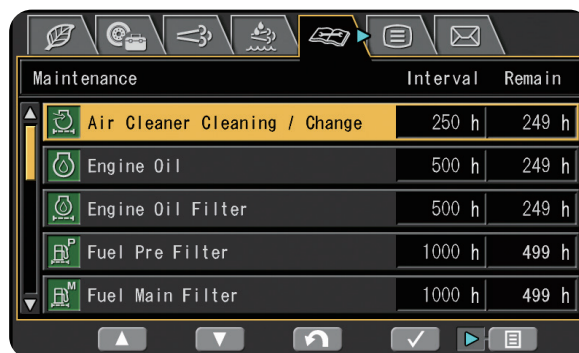 Maintenance Interval Remain
Air Cleaner Cleaning / Change 250 h 249 h
Engine Oil 500 h 249 h
Engine Oil Filter 500 h 249 h
P Fuel Pre Filter 1000 h 499 h
M Fuel Main Filter 1000 h 499 h